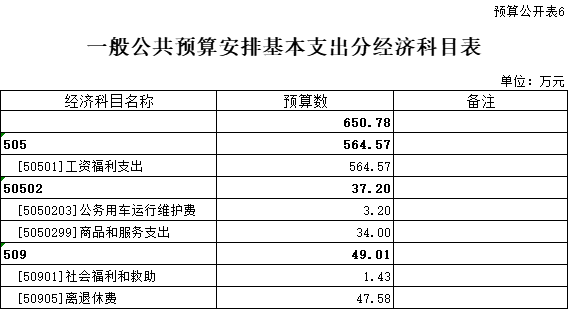 预算公开表6
一般公共预算安排基本支出分经济科目表
单位：万元
经济科目名称 预算数 备注
650.78
505 564.57
[50501]工资福利支出 564.57
50502 37.20
[5050203]公务用车运行维护费 3.20
[5050299]商品和服务支出 34.00
509 49.01
[50901]社会福利和救助 1.43
[50905]离退休费 47.58